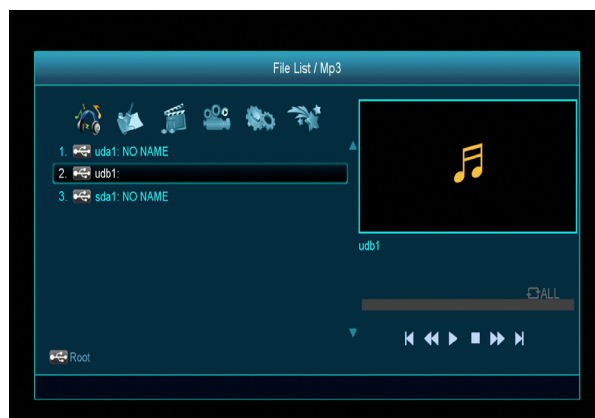 File List / Mp3
1. uda1: NO NAME
2. udb1:
3. sda1: NO NAME
udb1
ALL
Root